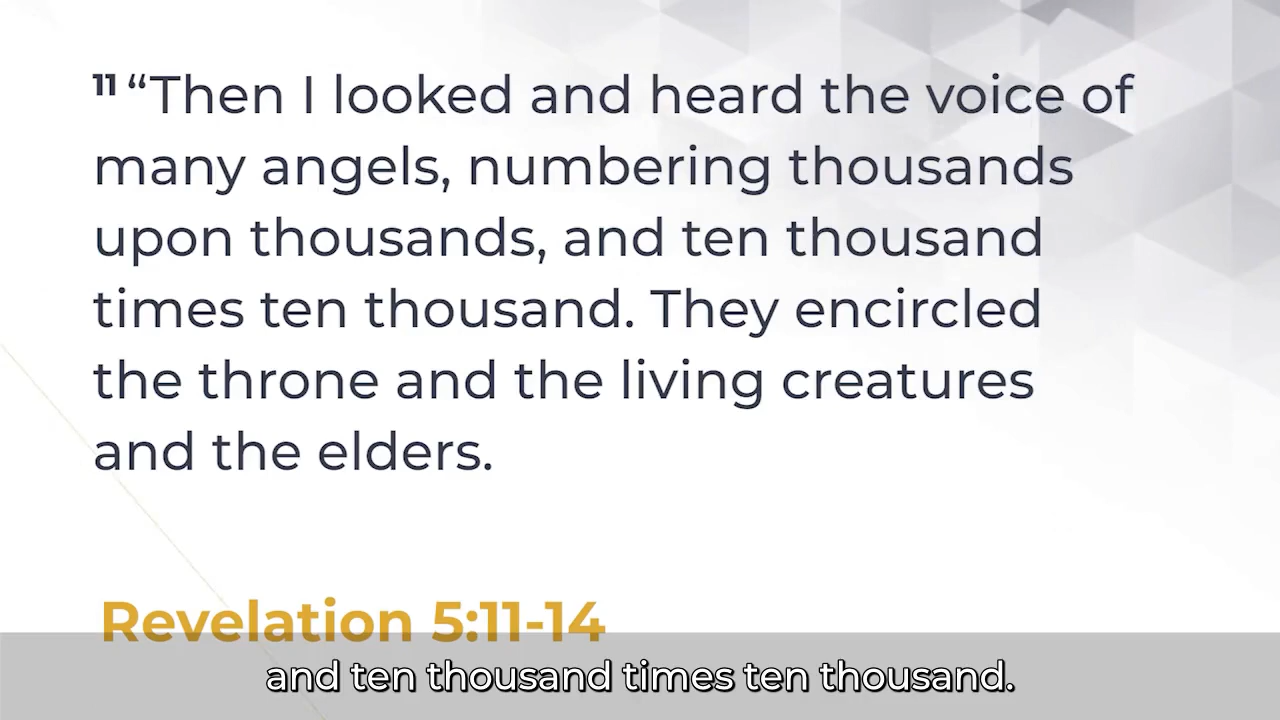 11 “Then I looked and heard the voice of
many angels, numbering thousands
upon thousands, and ten thousand
times ten thousand. They encircled
the throne and the living creatures
and the elders.
Revelation 5:11-14
and ten thousand times ten thousand.